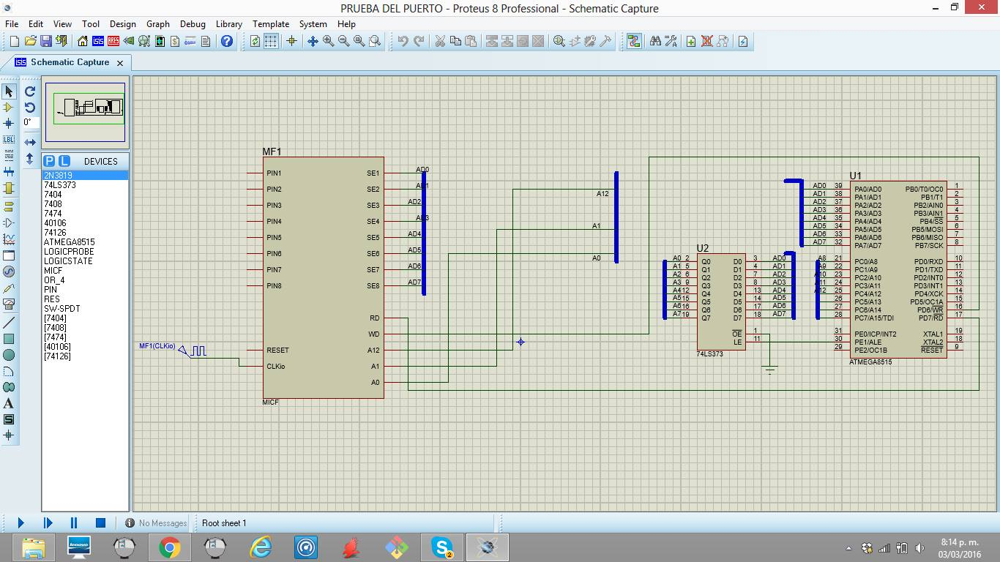 PRUEBA DEL PUERTO - Proteus 8 Professional - Schematic Capture
File Edit View Tool Design Graph Debug Library Template System Help
Schematic Capture
0°
LBL
P L DEVICES
2N3819
74LS373
7404
7408
7474
40106
74126
ATMEGA8515
LOGICPROBE
LOGICSTATE
MICF
OR_4
PIN
RES
SW-SPDT
[7404]
[7408]
[7474]
[40106]
[74126]
A
S
MF1
PIN1 SE1 AD0
PIN2 SE2 AD1
PIN3 SE3 AD2
PIN4 SE4 AD3
PIN5 SE5 AD4
PIN6 SE6 AD5
PIN7 SE7 AD6
PIN8 SE8 AD7
RD
WD
RESET A12
CLKio A1
A0
MICF
MF1(CLKio)
A12
A1
A0
U2
A0 2 Q0 D0 3 AD0
A1 5 Q1 D1 4 AD1
A2 6 Q2 D2 7 AD2
A3 9 Q3 D3 8 AD3
A4 12 Q4 D4 13 AD4
A5 15 Q5 D5 14 AD5
A6 16 Q6 D6 17 AD6
A7 19 Q7 D7 18 AD7
OE 1
LE 11
74LS373
U1
AD0 39 PA0/AD0 PB0/T0/OC0 1
AD1 38 PA1/AD1 PB1/T1 2
AD2 37 PA2/AD2 PB2/AIN0 3
AD3 36 PA3/AD3 PB3/AIN1 4
AD4 35 PA4/AD4 PB4/SS 5
AD5 34 PA5/AD5 PB5/MOSI 6
AD6 33 PA6/AD6 PB6/MISO 7
AD7 32 PA7/AD7 PB7/SCK 8
A8 21 PC0/A8 PD0/RXD 10
A9 22 PC1/A9 PD1/TXD 11
A10 23 PC2/A10 PD2/INT0 12
A11 24 PC3/A11 PD3/INT1 13
A12 25 PC4/A12 PD4/XCK 14
26 PC5/A13 PD5/OC1A 15
27 PC6/A14 PD6/WR 16
28 PC7/A15/TDI PD7/RD 17
31 PE0/ICP/INT2 XTAL1 19
30 PE1/ALE XTAL2 18
29 PE2/OC1B RESET 9
ATMEGA8515
No Messages Root sheet 1
lenovo
2
8:14 p. m.
03/03/2016